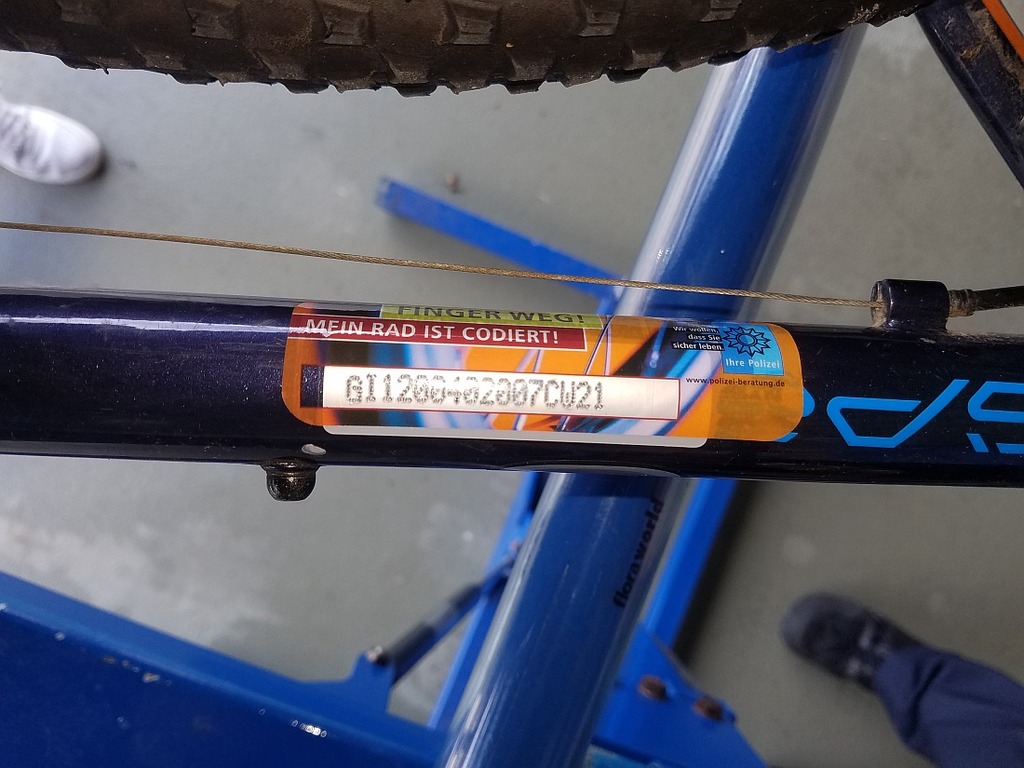 FINGER WEG!
MEIN RAD IST CODIERT!
Wir wollen,
dass Sie
sicher leben.
Ihre Polizei
www.polizei-beratung.de
GI1200402007CW21
floraworld